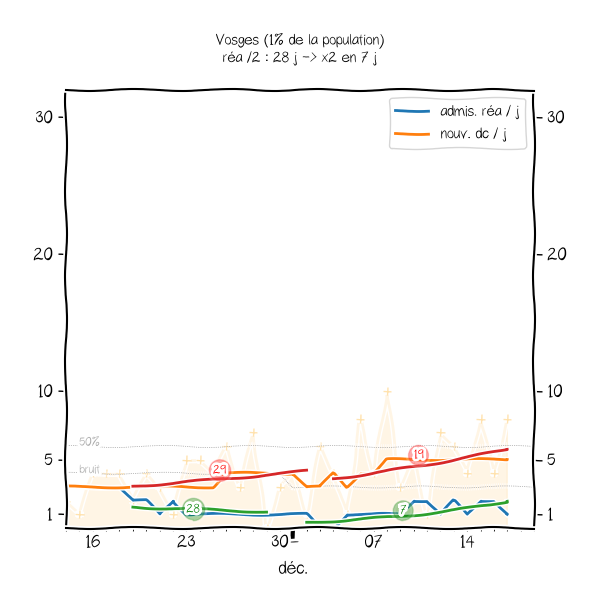 Vosges (1% de la population)
réa /2 : 28 j -> x2 en 7 j
admis. réa / j
nouv. dc / j
30 30
20 20
10 10
50%
5 5
bruit
29 19
28 7
1 1
16 23 30 07 14
déc.